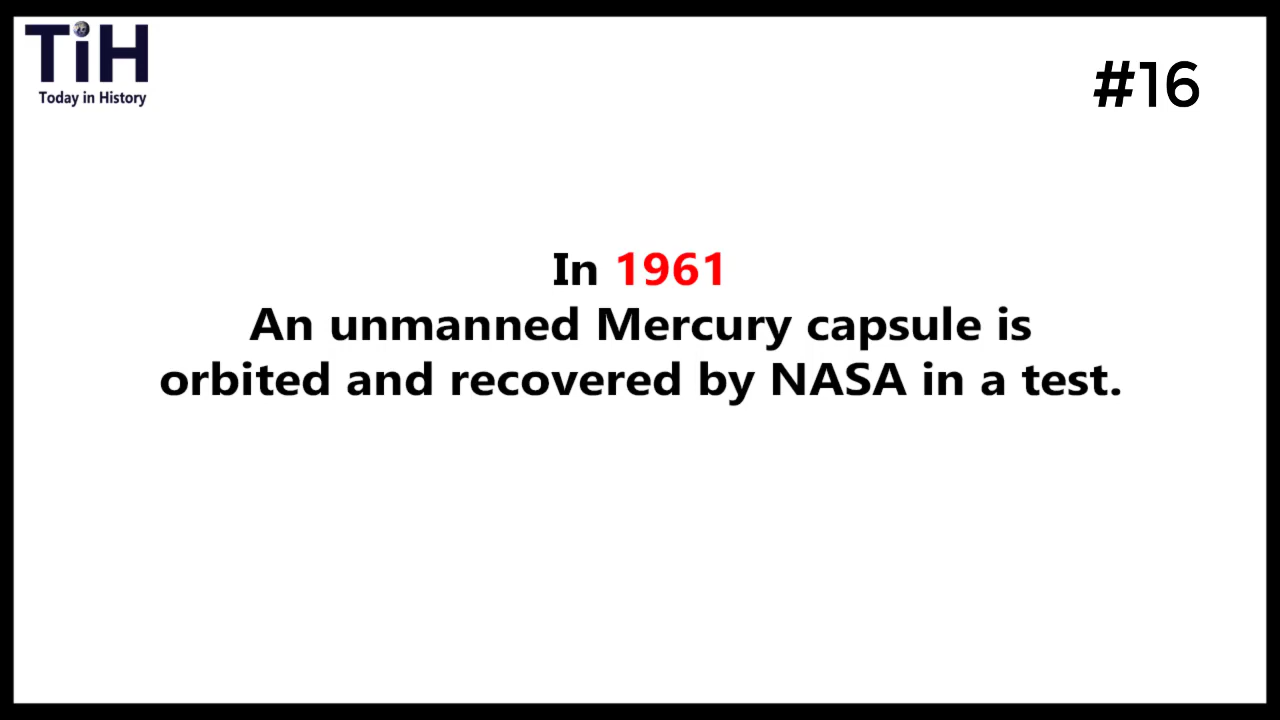 TiH
Today in History
#16
In 1961
An unmanned Mercury capsule is
orbited and recovered by NASA in a test.